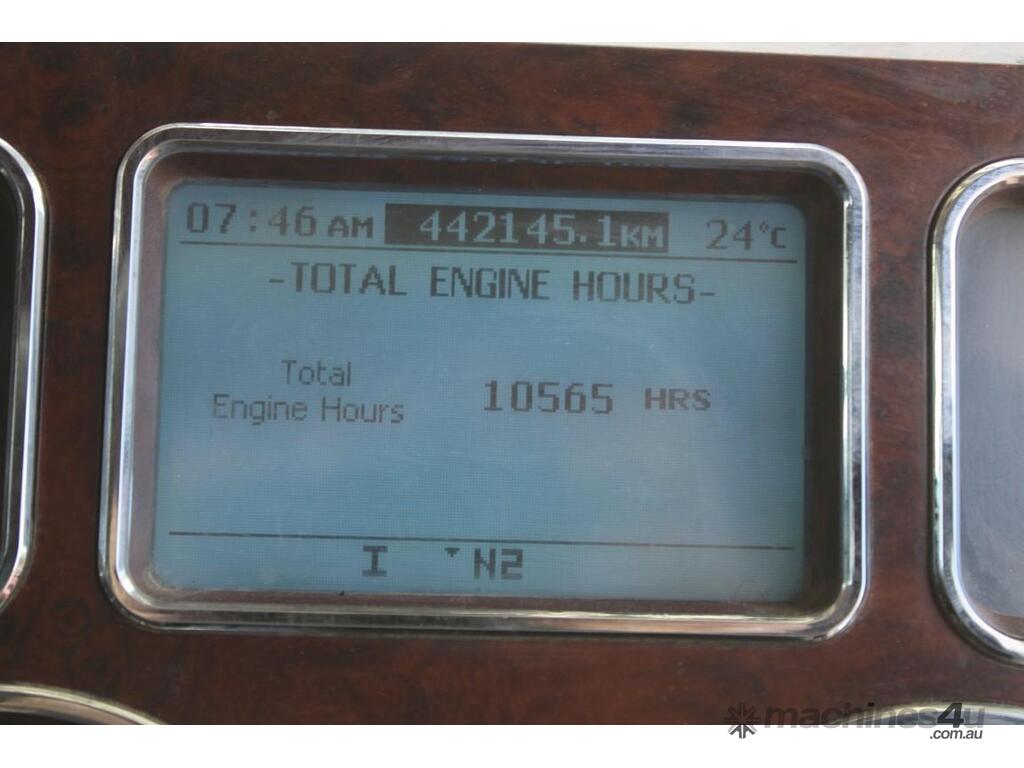 07:46 AM 442145.1KM 24°C
-TOTAL ENGINE HOURS-
Total
Engine Hours 10565 HRS
I N2
machines4u
.com.au